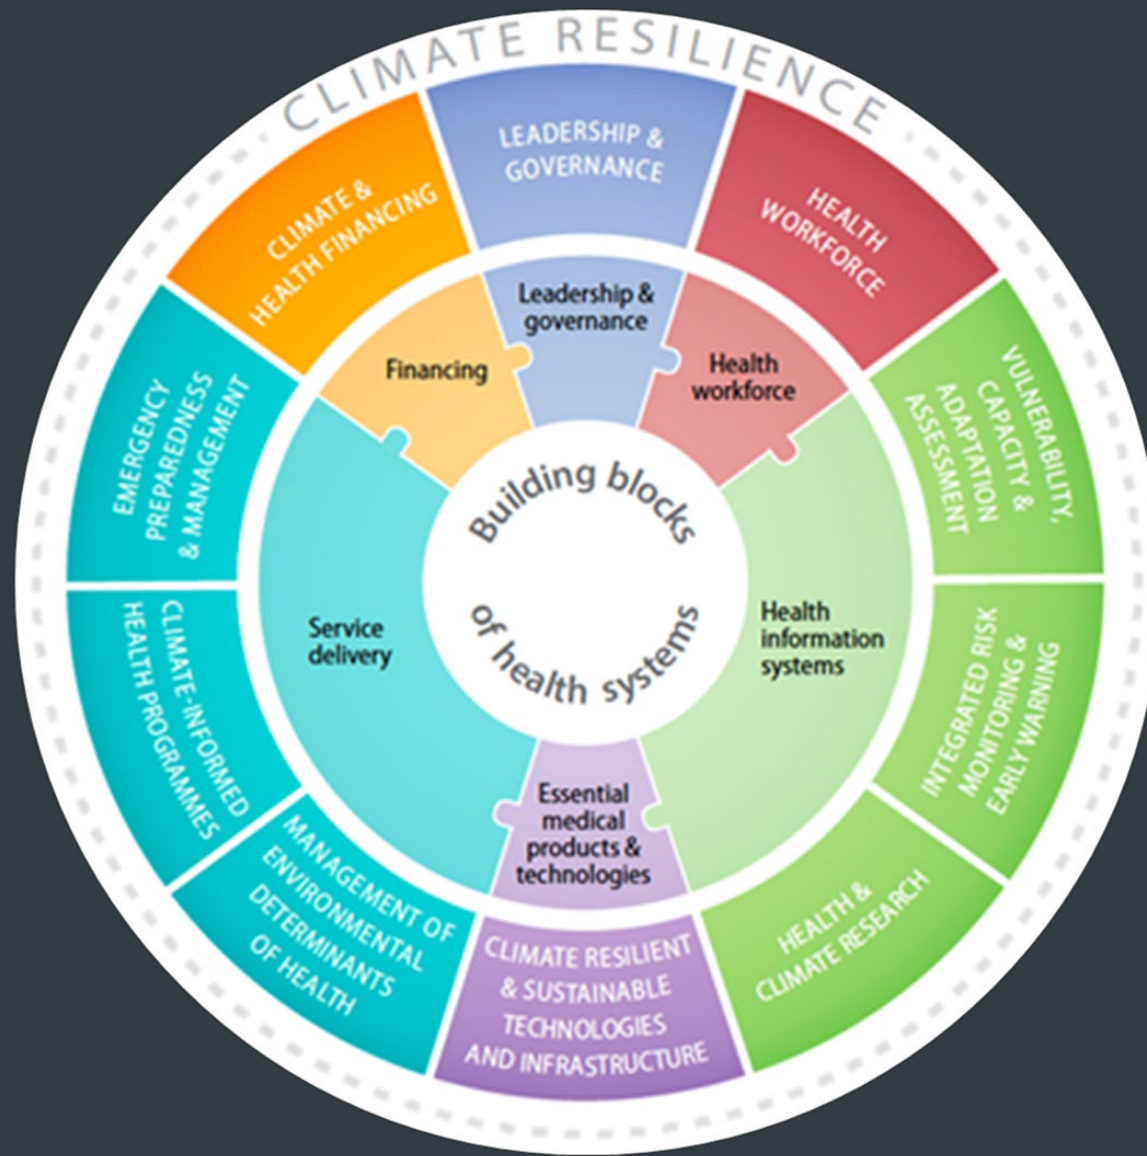 CLIMATE RESILIENCE
LEADERSHIP &
GOVERNANCE
HEALTH
WORKFORCE
VULNERABILITY,
CAPACITY &
ADAPTATION
ASSESSMENT
INTEGRATED RISK
MONITORING &
EARLY WARNING
HEALTH &
CLIMATE RESEARCH
CLIMATE RESILIENT
& SUSTAINABLE
TECHNOLOGIES
AND INFRASTRUCTURE
MANAGEMENT OF
ENVIRONMENTAL
DETERMINANTS
OF HEALTH
CLIMATE-INFORMED
HEALTH PROGRAMMES
EMERGENCY
PREPAREDNESS
& MANAGEMENT
CLIMATE &
HEALTH FINANCING
Leadership &
governance
Health
workforce
Health
information
systems
Essential
medical
products &
technologies
Service
delivery
Financing
Building blocks
of health systems